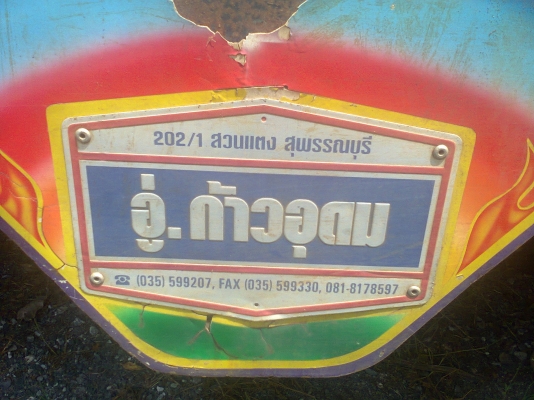 202/1 สวนแตง สุพรรณบุรี
อู่. ก้าวอุดม
☎ (035) 599207, FAX (035) 599330, 081-8178597